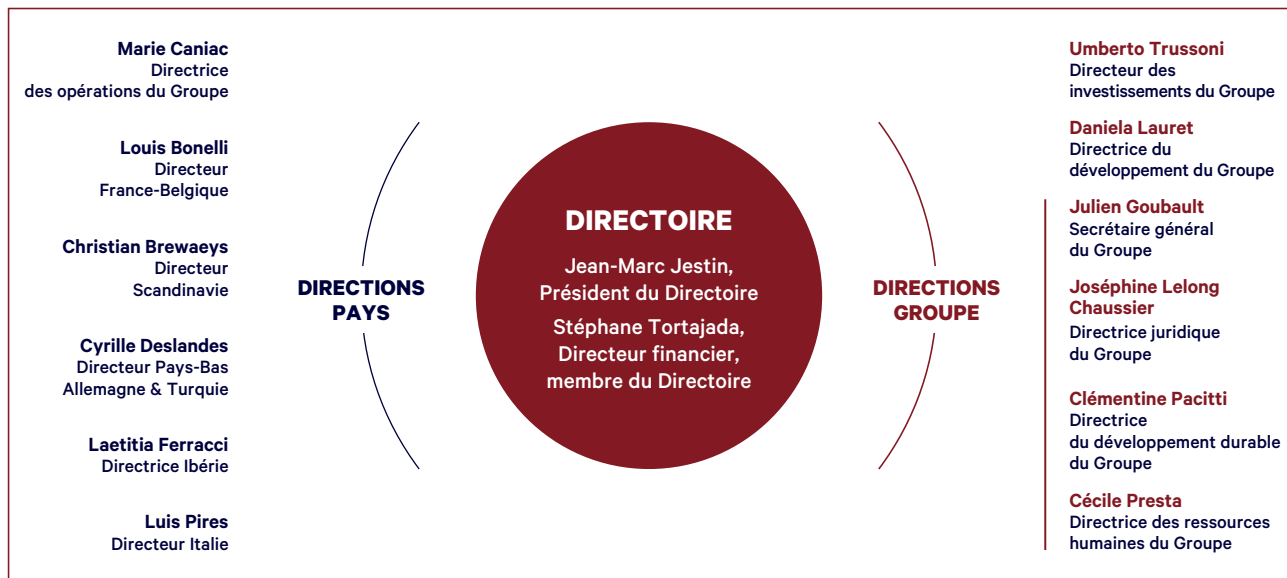 Marie Caniac
Directrice
des opérations du Groupe
Louis Bonelli
Directeur
France-Belgique
Christian Brewaeys
Directeur
Scandinavie
Cyrille Deslandes
Directeur Pays-Bas
Allemagne & Turquie
Laetitia Ferracci
Directrice Ibérie
Luis Pires
Directeur Italie
DIRECTIONS
PAYS
DIRECTOIRE
Jean-Marc Jestin,
Président du Directoire
Stéphane Tortajada,
Directeur financier,
membre du Directoire
DIRECTIONS
GROUPE
Umberto Trussoni
Directeur des
investissements du Groupe
Daniela Lauret
Directrice du
développement du Groupe
Julien Goubault
Secrétaire général
du Groupe
Joséphine Lelong
Chaussier
Directrice juridique
du Groupe
Clémentine Pacitti
Directrice
du développement durable
du Groupe
Cécile Presta
Directrice des ressources
humaines du Groupe